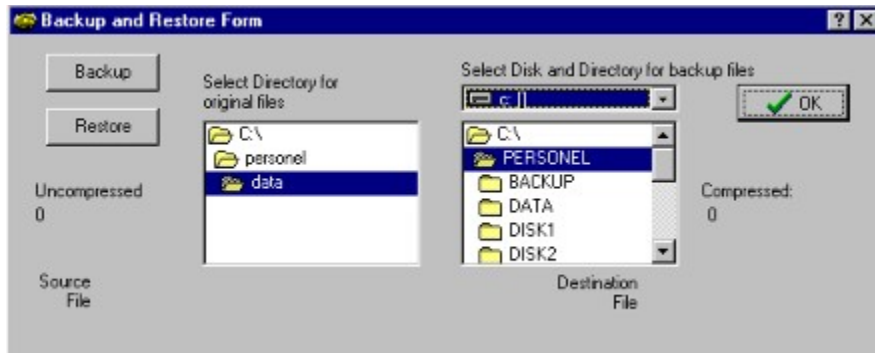 Backup and Restore Form
Backup
Restore
Uncompressed
0
Source
File
Select Directory for
original files
C:\
personel
data
Select Disk and Directory for backup files
c: []
C:\
PERSONEL
BACKUP
DATA
DISK1
DISK2
Destination
File
OK
Compressed:
0